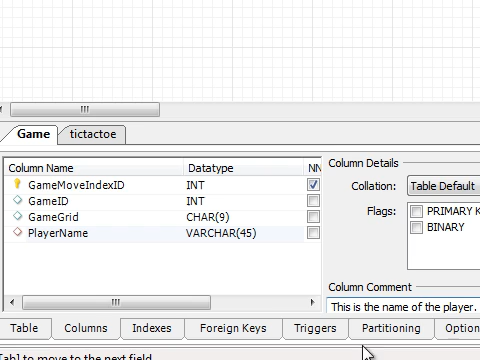 Game tictactoe
Column Name Datatype NN
GameMoveIndexID INT
GameID INT
GameGrid CHAR(9)
PlayerName VARCHAR(45)
Column Details
Collation: Table Default
Flags: PRIMARY K
BINARY
Column Comment
This is the name of the player.
Table Columns Indexes Foreign Keys Triggers Partitioning Option
[Tab] to move to the next field